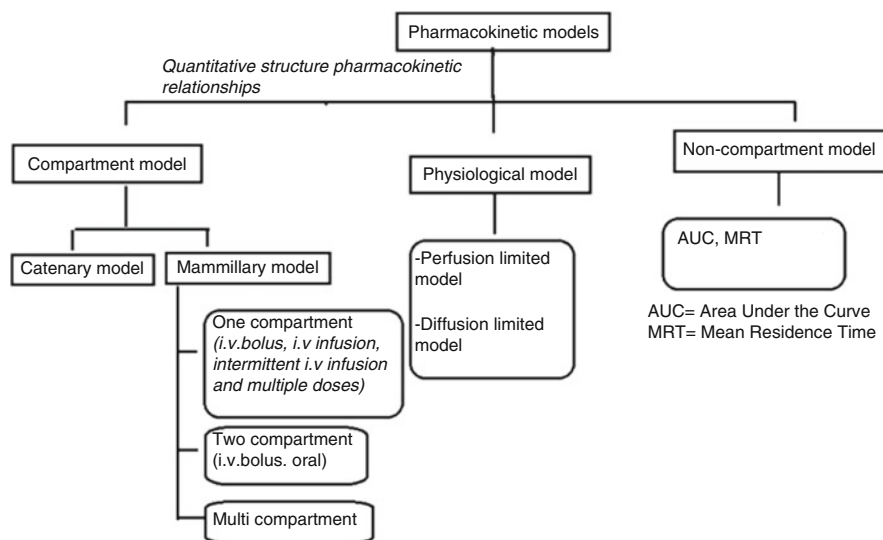 Pharmacokinetic models
Quantitative structure pharmacokinetic
relationships
Compartment model
Physiological model
Non-compartment model
Catenary model
Mammillary model
One compartment
(i.v.bolus, i.v infusion,
intermittent i.v infusion
and multiple doses)
Two compartment
(i.v.bolus. oral)
Multi compartment
-Perfusion limited
model
-Diffusion limited
model
AUC, MRT
AUC= Area Under the Curve
MRT= Mean Residence Time